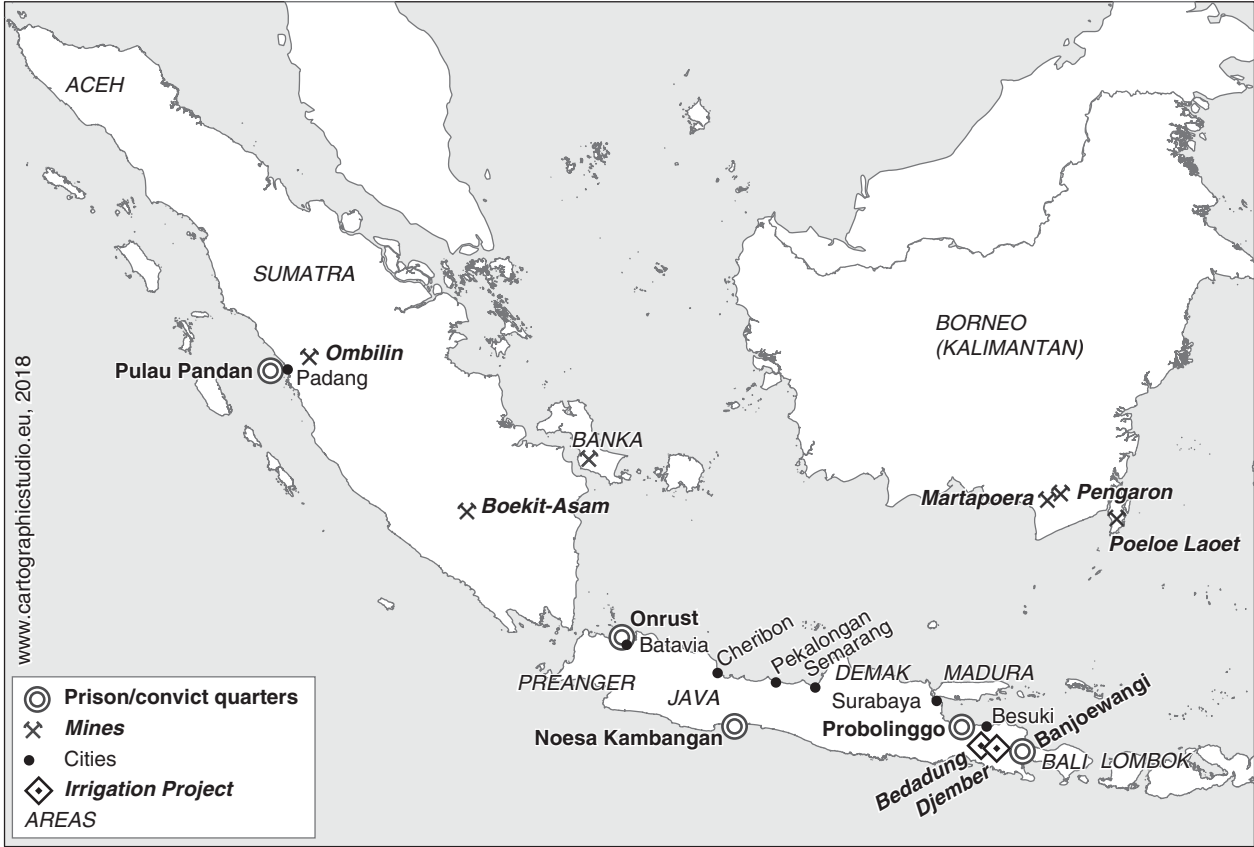 ACEH
SUMATRA
BORNEO
(KALIMANTAN)
Ombilin
Pulau Pandan
Padang
BANKA
Boekit-Asam
Martapoera
Pengaron
Poeloe Laoet
Onrust
Batavia
Cheribon
Pekalongan
Semarang
DEMAK
MADURA
PREANGER
JAVA
Surabaya
Noesa Kambangan
Probolinggo
Besuki
Banjoewangi
BALI
LOMBOK
Bedadung
Djember
www.cartographicstudio.eu, 2018
Prison/convict quarters
Mines
Cities
Irrigation Project
AREAS